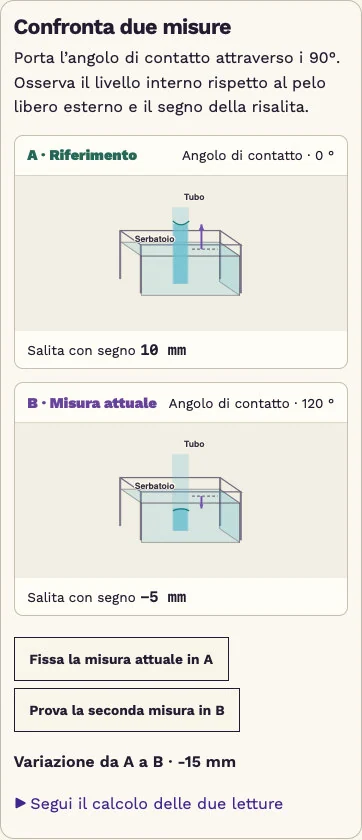 Confronta due misure
Porta l’angolo di contatto attraverso i 90°.
Osserva il livello interno rispetto al pelo
libero esterno e il segno della risalita.
A · Riferimento Angolo di contatto · 0 °
Tubo
Serbatoio
Salita con segno 10 mm
B · Misura attuale Angolo di contatto · 120 °
Tubo
Serbatoio
Salita con segno −5 mm
Fissa la misura attuale in A
Prova la seconda misura in B
Variazione da A a B · -15 mm
▶ Segui il calcolo delle due letture